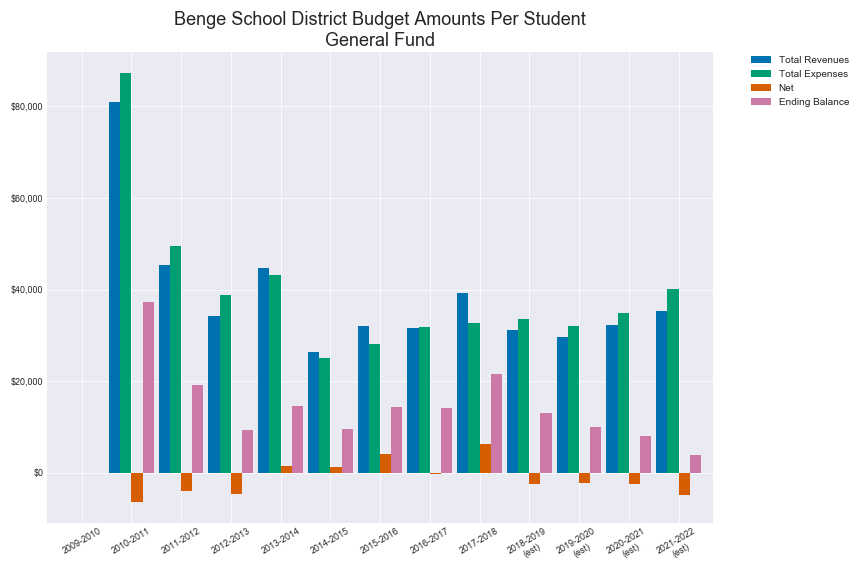 Benge School District Budget Amounts Per Student
General Fund
Total Revenues
Total Expenses
Net
Ending Balance
$80,000
$60,000
$40,000
$20,000
$0
2009-2010
2010-2011
2011-2012
2012-2013
2013-2014
2014-2015
2015-2016
2016-2017
2017-2018
2018-2019
(est)
2019-2020
(est)
2020-2021
(est)
2021-2022
(est)